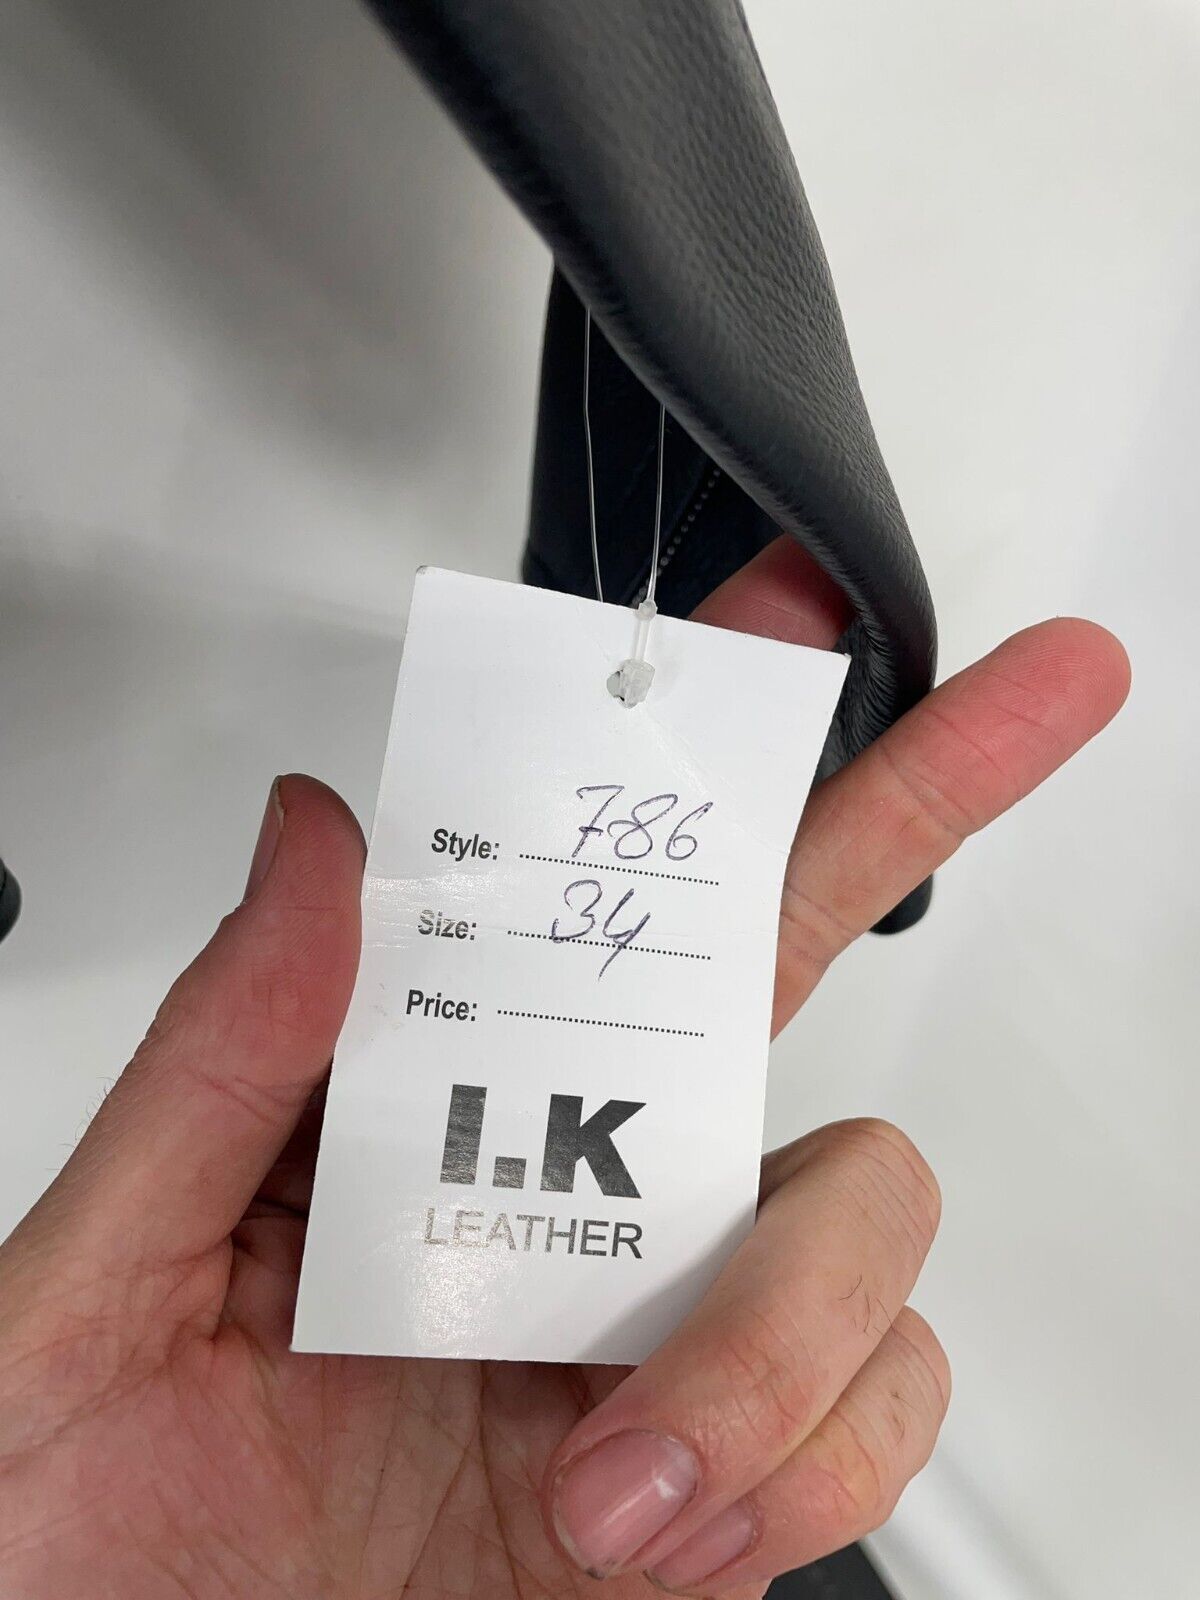 Style: 786
Size: 34
Price:
I.K
LEATHER